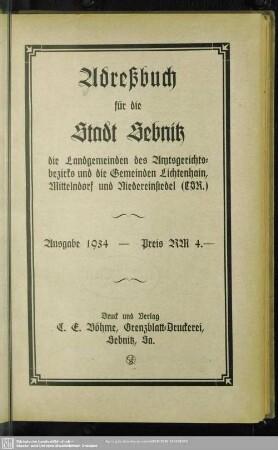 Adreßbuch
für die
Stadt Sebnitz
die Landgemeinden des Amtsgerichts-
bezirks und die Gemeinden Lichtenhain,
Mittelndorf und Niedereinsiedel (CSR.)
Ausgabe 1934 — Preis RM 4.—
Druck und Verlag
C. E. Böhme, Grenzblatt-Druckerei,
Sebnitz, Sa.